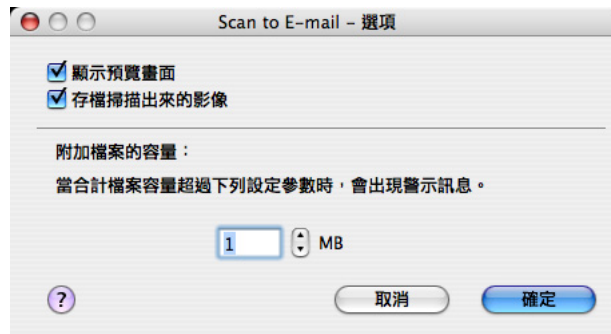 Scan to E-mail – 選項
顯示預覽畫面
存檔掃描出來的影像
附加檔案的容量：
當合計檔案容量超過下列設定參數時，會出現警示訊息。
1 MB
? 取消 確定